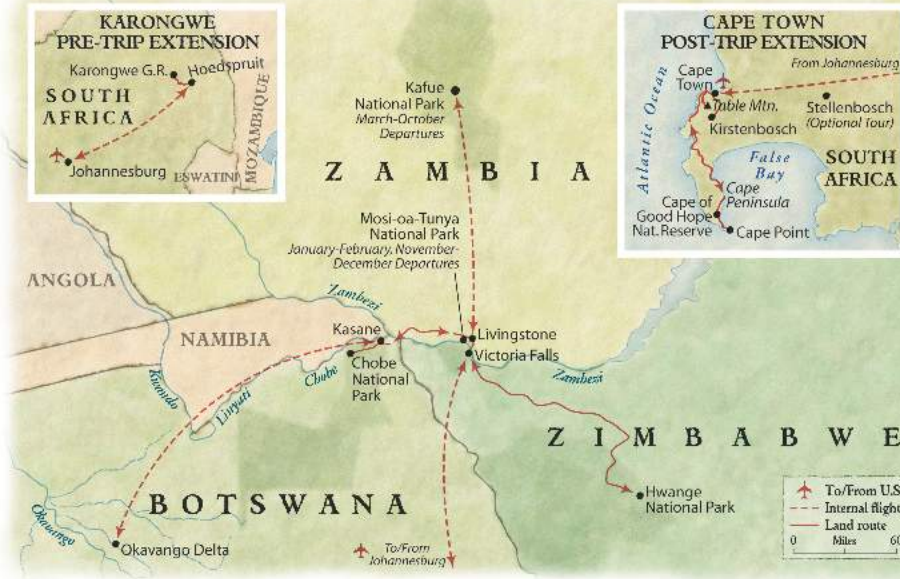 KARONGWE
PRE-TRIP EXTENSION
Karongwe G.R.
Hoedspruit
SOUTH
AFRICA
MOZAMBIQUE
Johannesburg
ESWATINI
CAPE TOWN
POST-TRIP EXTENSION
From Johannesburg
Cape
Town
Atlantic Ocean
Table Mtn.
Kirstenbosch
Stellenbosch
(Optional Tour)
False
Bay
SOUTH
AFRICA
Cape
Peninsula
Cape of
Good Hope
Nat. Reserve
Cape Point
Kafue
National Park
March-October
Departures
ZAMBIA
Mosi-oa-Tunya
National Park
January-February, November-
December Departures
ANGOLA
Zambezi
NAMIBIA
Kasane
Livingstone
Victoria Falls
Chobe
National
Park
Chobe
Zambezi
Kwando
Linyati
ZIMBABWE
Hwange
National Park
BOTSWANA
Okavango
Okavango Delta
To/From
Johannesburg
To/From U.S
Internal flight
Land route
0 Miles 60